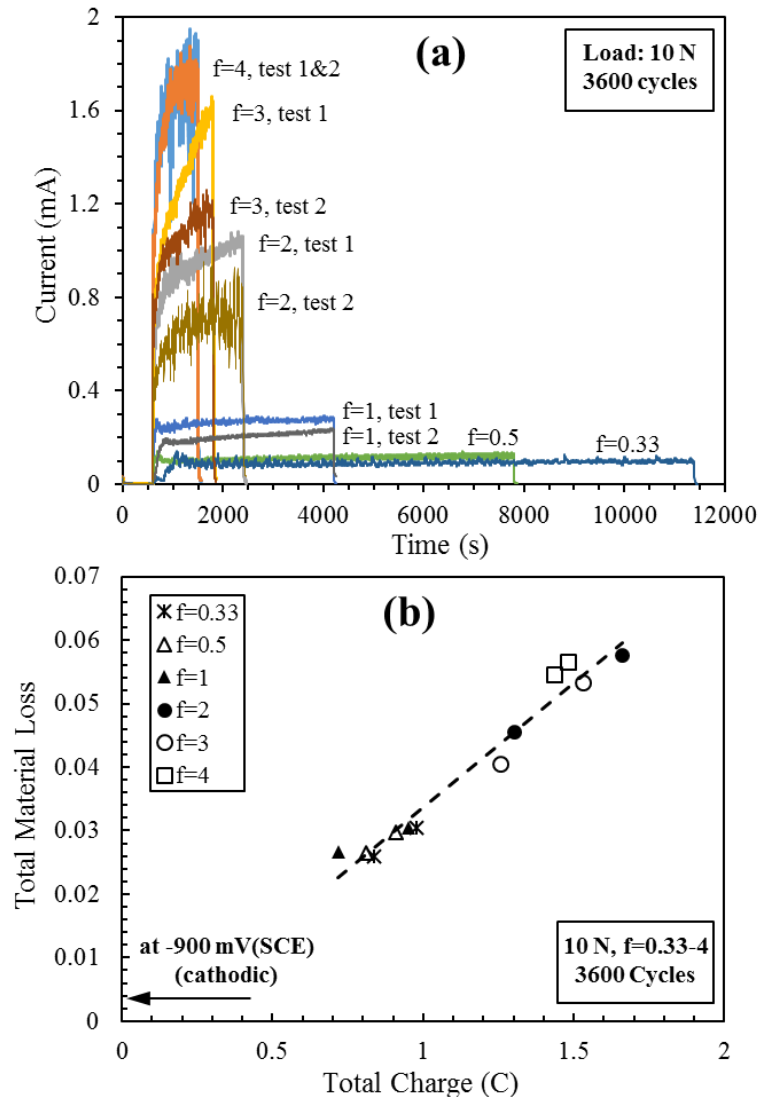 2
1.6
1.2
0.8
0.4
0
Current (mA)
(a)
Load: 10 N
3600 cycles
f=4, test 1&2
f=3, test 1
f=3, test 2
f=2, test 1
f=2, test 2
f=1, test 1
f=1, test 2
f=0.5
f=0.33
0 2000 4000 6000 8000 10000 12000
Time (s)
0.07
0.06
0.05
0.04
0.03
0.02
0.01
0
Total Material Loss
(b)
f=0.33
f=0.5
f=1
f=2
f=3
f=4
at -900 mV(SCE)
(cathodic)
10 N, f=0.33-4
3600 Cycles
0 0.5 1 1.5 2
Total Charge (C)